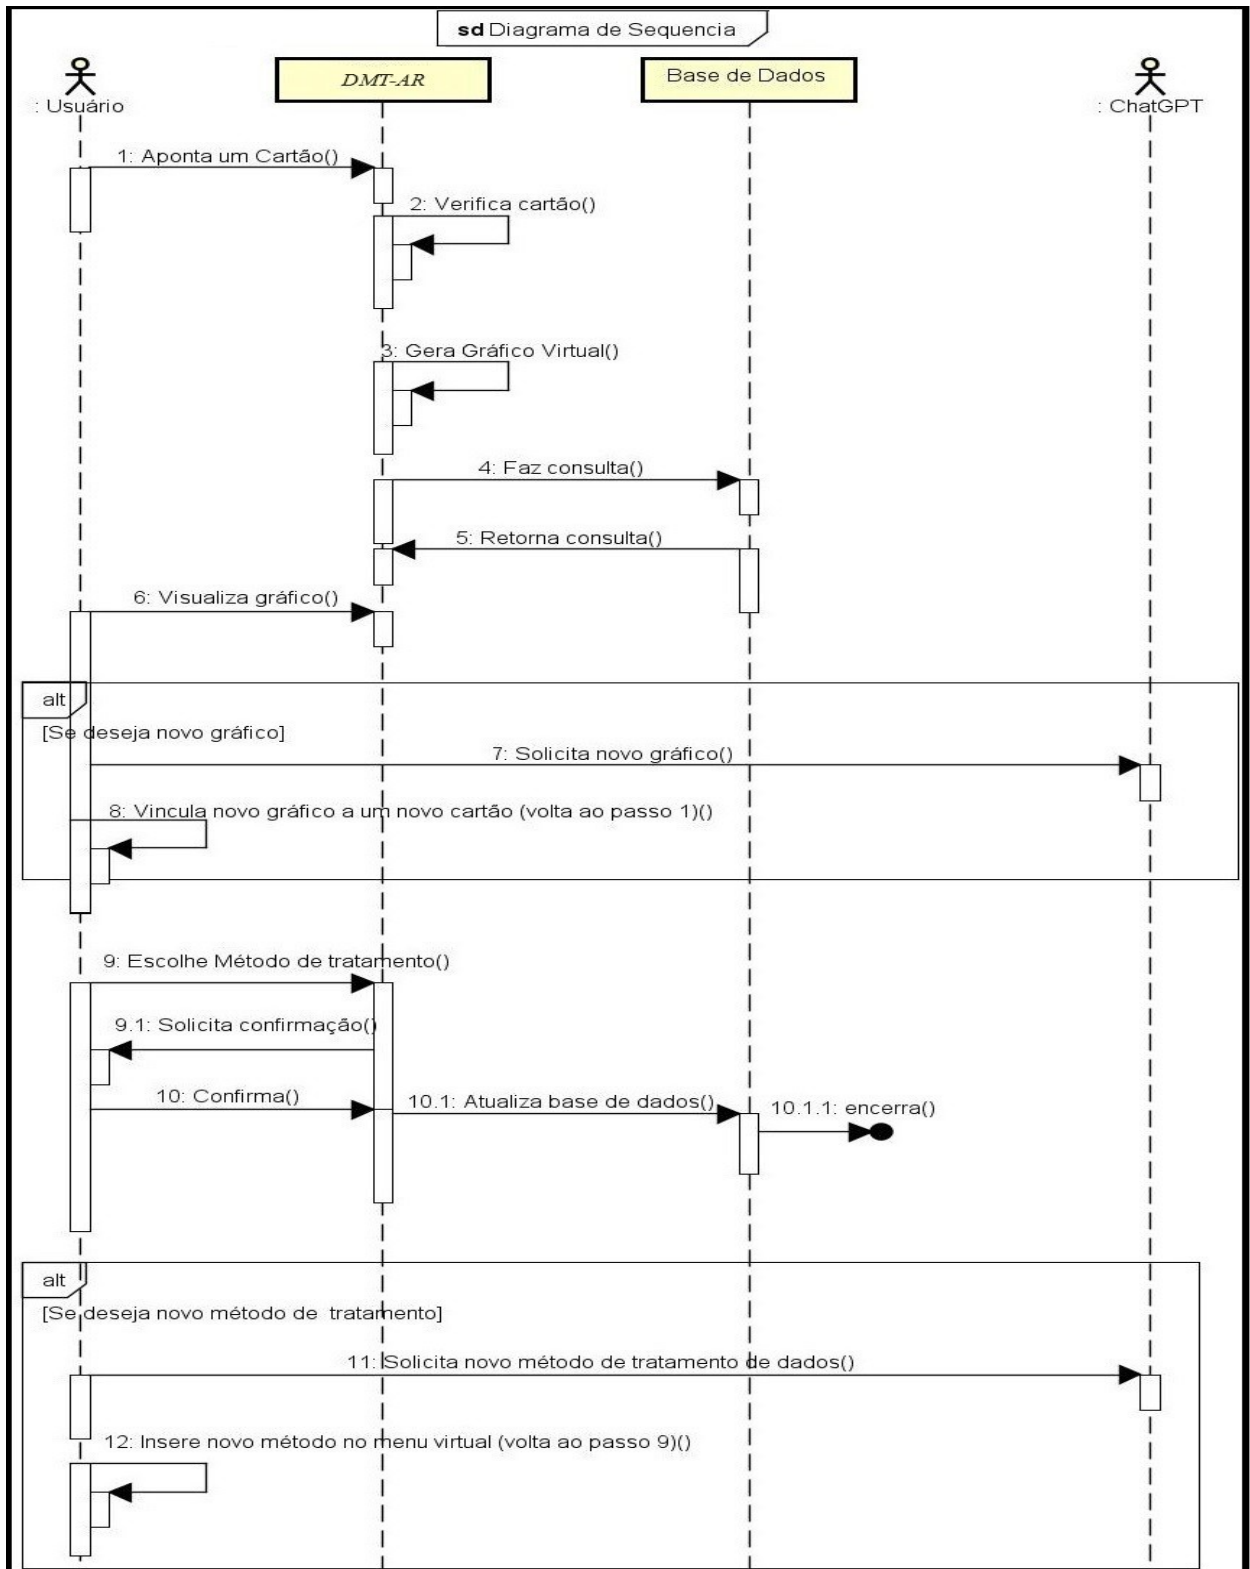 sd Diagrama de Sequencia
: Usuário
DMT-AR
Base de Dados
: ChatGPT
1: Aponta um Cartão()
2: Verifica cartão()
3: Gera Gráfico Virtual()
4: Faz consulta()
5: Retorna consulta()
6: Visualiza gráfico()
alt
[Se deseja novo gráfico]
7: Solicita novo gráfico()
8: Vincula novo gráfico a um novo cartão (volta ao passo 1)()
9: Escolhe Método de tratamento()
9.1: Solicita confirmação()
10: Confirma()
10.1: Atualiza base de dados()
10.1.1: encerra()
alt
[Se deseja novo método de  tratamento]
11: Solicita novo método de tratamento de dados()
12: Insere novo método no menu virtual (volta ao passo 9)()